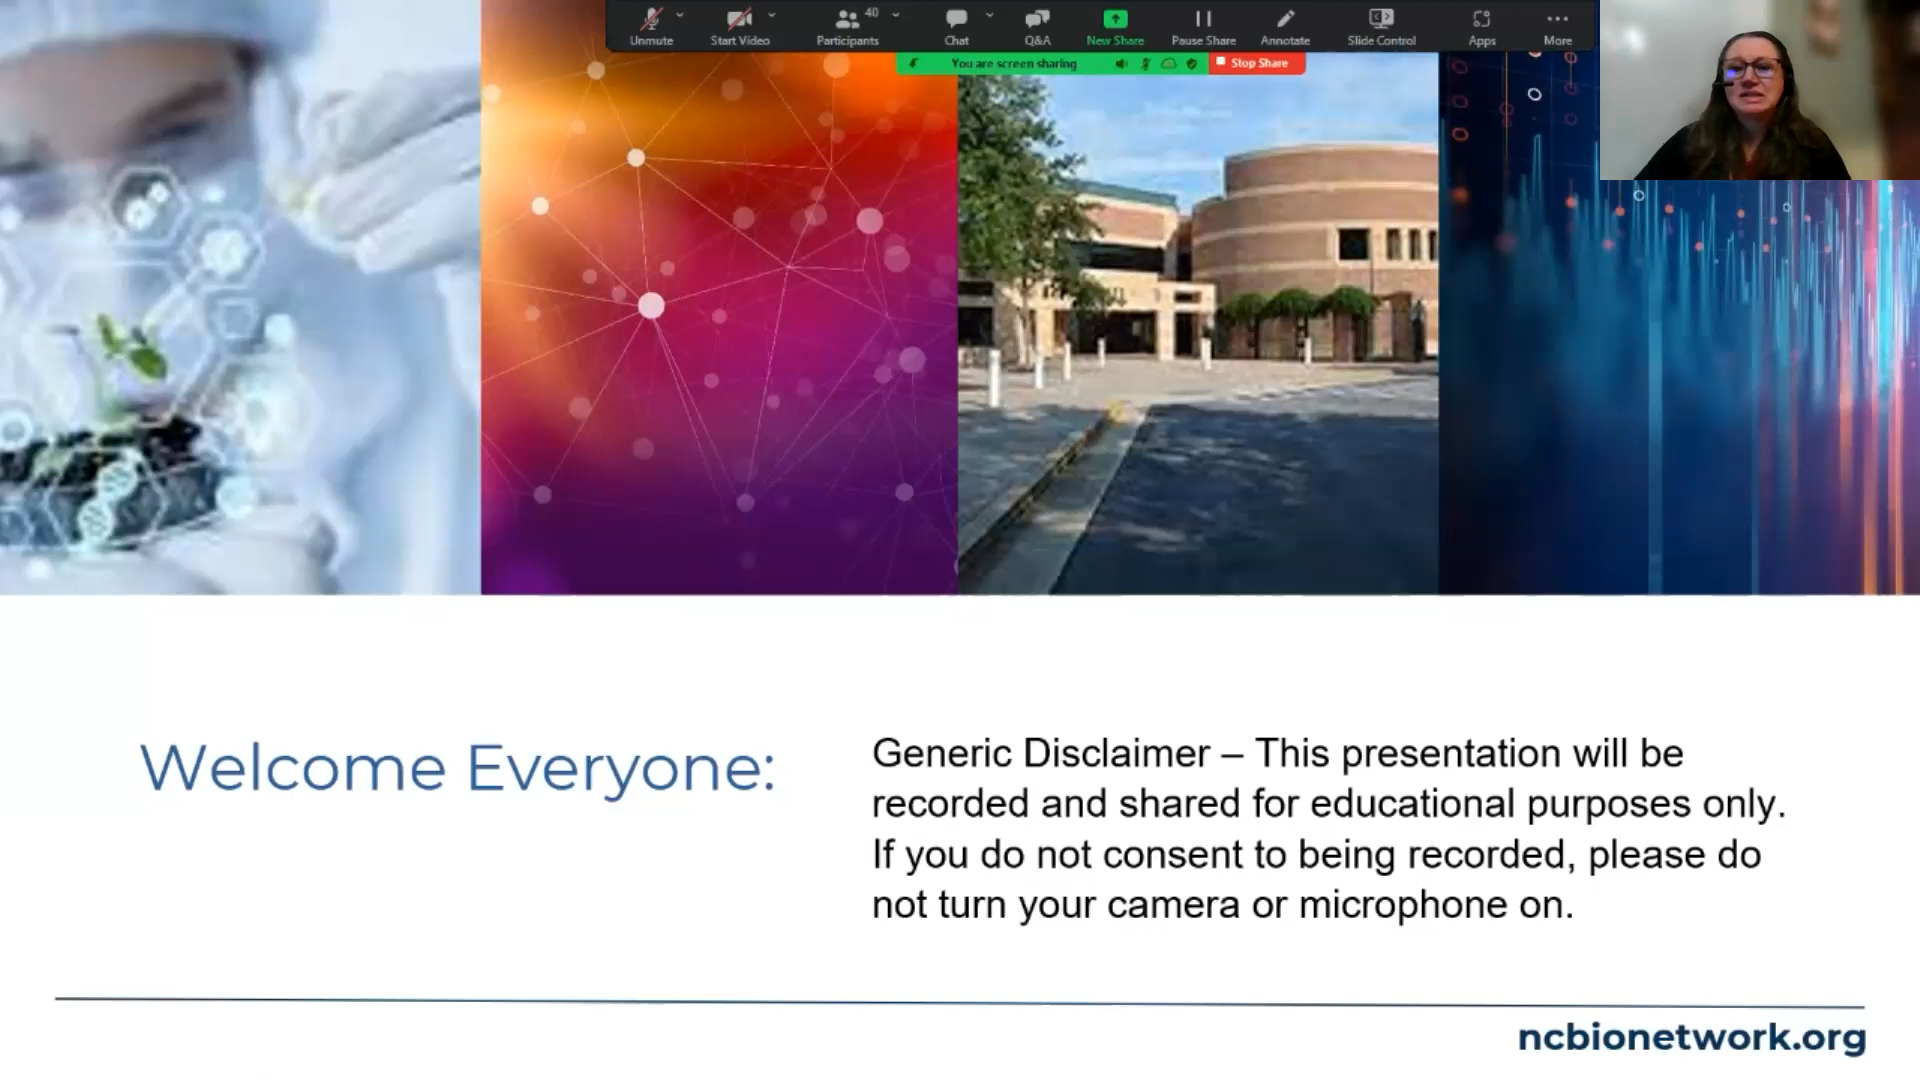 Unmute
Start Video
Participants
40
Chat
Q&A
New Share
Pause Share
Annotate
Slide Control
Apps
More
You are screen sharing
Stop Share
Welcome Everyone:
Generic Disclaimer – This presentation will be
recorded and shared for educational purposes only.
If you do not consent to being recorded, please do
not turn your camera or microphone on.
ncbionetwork.org